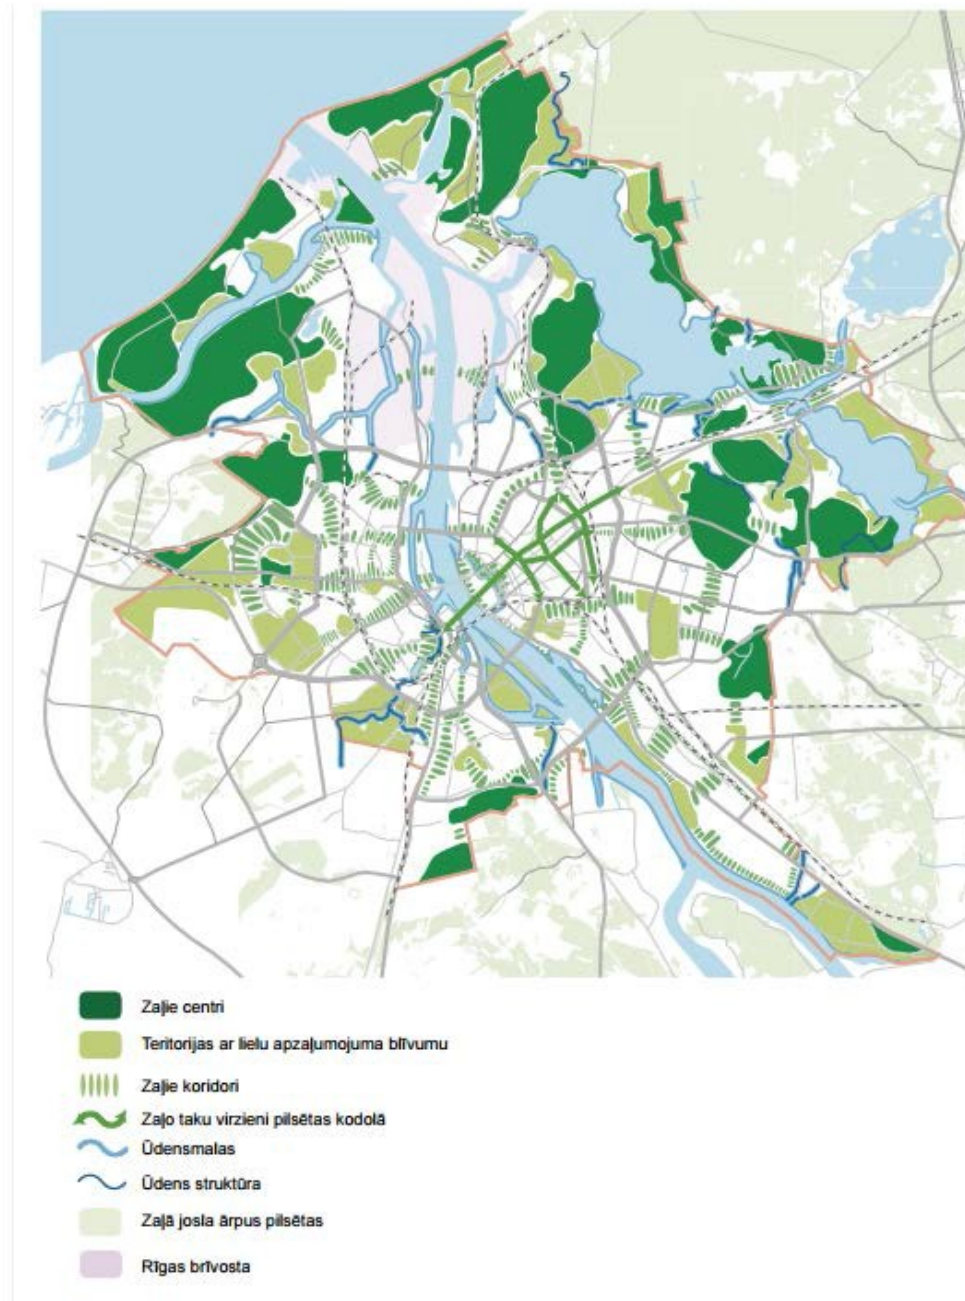 Zaļie centri
Teritorijas ar lielu apzaļumojuma blīvumu
Zaļie koridori
Zaļo taku virzieni pilsētas kodolā
Ūdensmalas
Ūdens struktūra
Zaļā josla ārpus pilsētas
Rīgas brīvosta